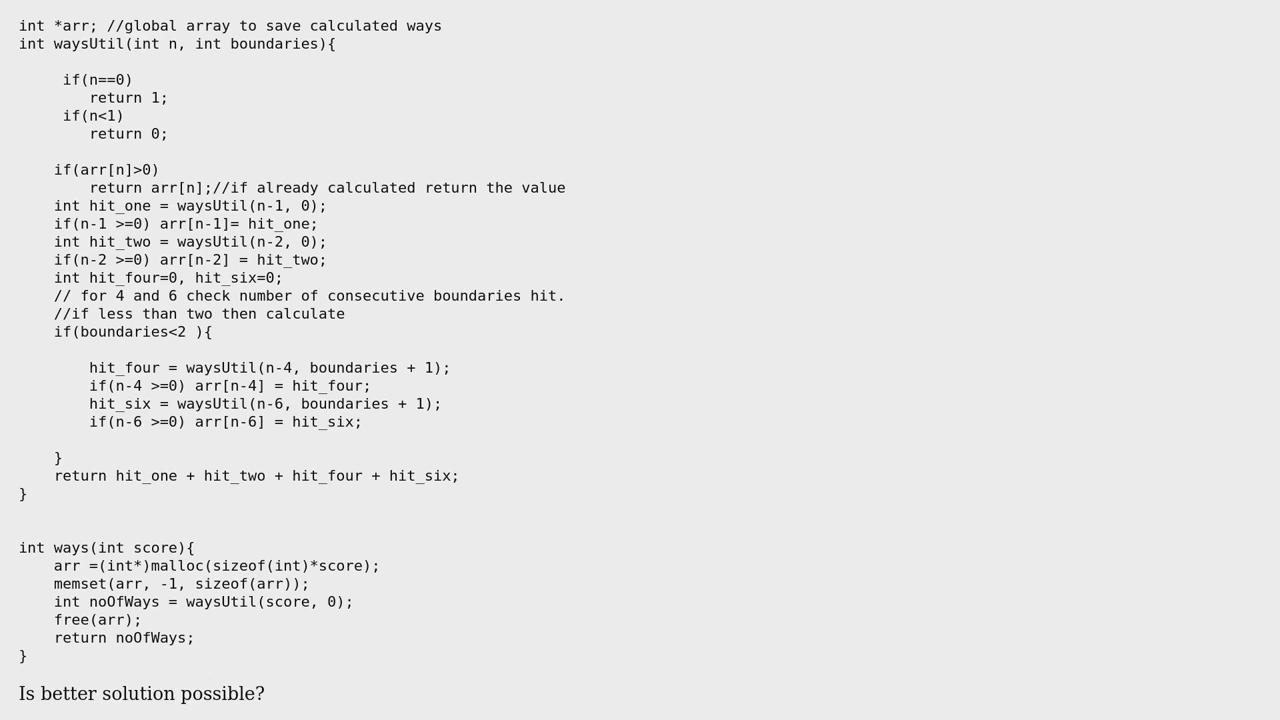 int *arr; //global array to save calculated ways
int waysUtil(int n, int boundaries){
if(n==0)
return 1;
if(n<1)
return 0;
if(arr[n]>0)
return arr[n];//if already calculated return the value
int hit_one = waysUtil(n-1, 0);
if(n-1 >=0) arr[n-1]= hit_one;
int hit_two = waysUtil(n-2, 0);
if(n-2 >=0) arr[n-2] = hit_two;
int hit_four=0, hit_six=0;
// for 4 and 6 check number of consecutive boundaries hit.
//if less than two then calculate
if(boundaries<2 ){
hit_four = waysUtil(n-4, boundaries + 1);
if(n-4 >=0) arr[n-4] = hit_four;
hit_six = waysUtil(n-6, boundaries + 1);
if(n-6 >=0) arr[n-6] = hit_six;
}
return hit_one + hit_two + hit_four + hit_six;
}
int ways(int score){
arr =(int*)malloc(sizeof(int)*score);
memset(arr, -1, sizeof(arr));
int noOfWays = waysUtil(score, 0);
free(arr);
return noOfWays;
}
Is better solution possible?